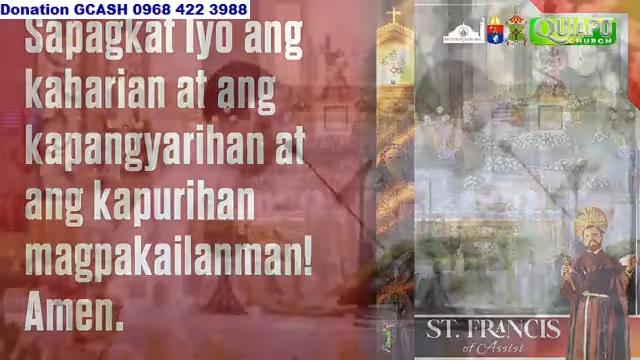 Donation GCASH 0968 422 3988
Sapagkat Iyo ang
kaharian at ang
kapangyarihan at
ang kapurihan
magpakailanman!
Amen.
QUIAPO
CHURCH
ST. FRANCIS
of Assisi